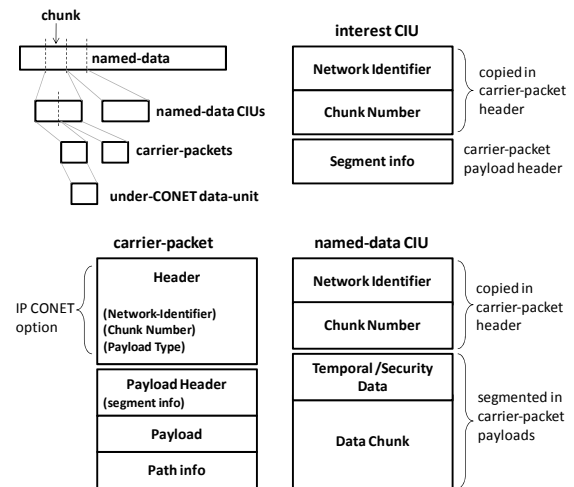 chunk
named-data
named-data CIUs
carrier-packets
under-CONET data-unit
interest CIU
Network Identifier
Chunk Number
copied in
carrier-packet
header
Segment info
carrier-packet
payload header
carrier-packet
Header
(Network-Identifier)
(Chunk Number)
(Payload Type)
IP CONET
option
Payload Header
(segment info)
Payload
Path info
named-data CIU
Network Identifier
Chunk Number
copied in
carrier-packet
header
Temporal /Security
Data
Data Chunk
segmented in
carrier-packet
payloads